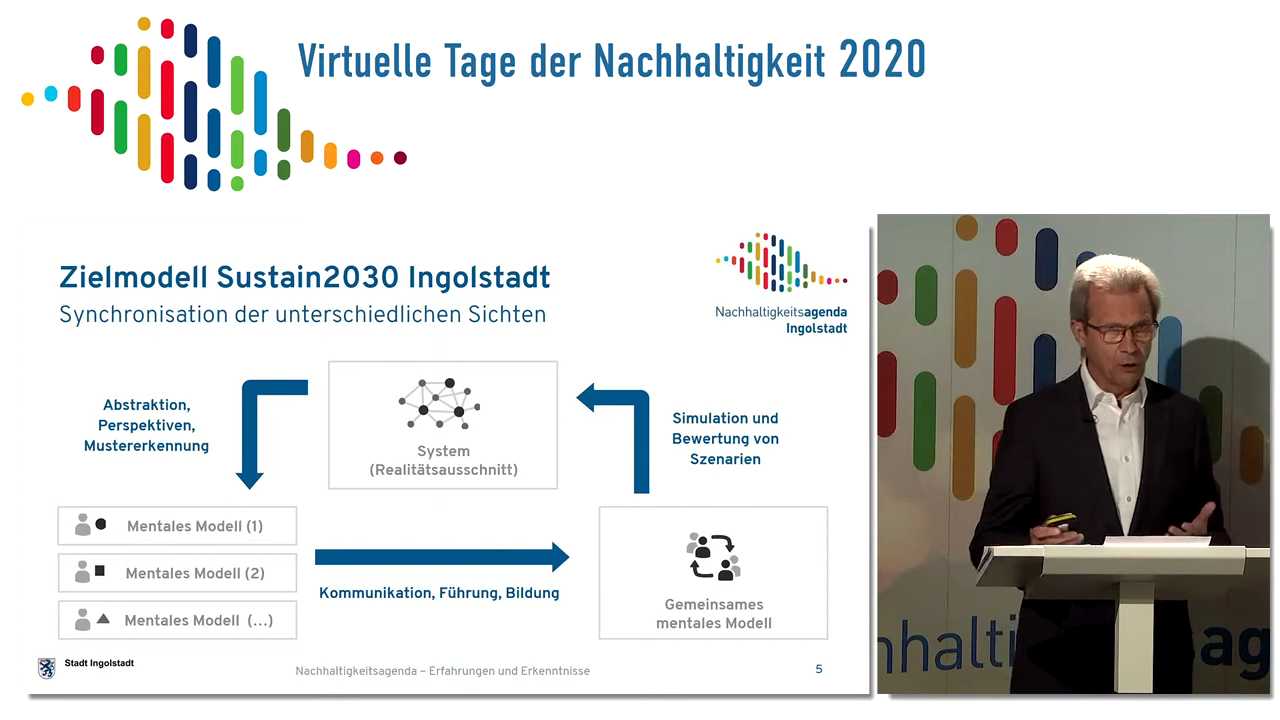 Virtuelle Tage der Nachhaltigkeit 2020
Zielmodell Sustain2030 Ingolstadt
Synchronisation der unterschiedlichen Sichten
Nachhaltigkeitsagenda
Ingolstadt
Abstraktion,
Perspektiven,
Mustererkennung
System
(Realitätsausschnitt)
Simulation und
Bewertung von
Szenarien
Mentales Modell (1)
Mentales Modell (2)
Mentales Modell (...)
Kommunikation, Führung, Bildung
Gemeinsames
mentales Modell
Stadt Ingolstadt
Nachhaltigkeitsagenda – Erfahrungen und Erkenntnisse
5